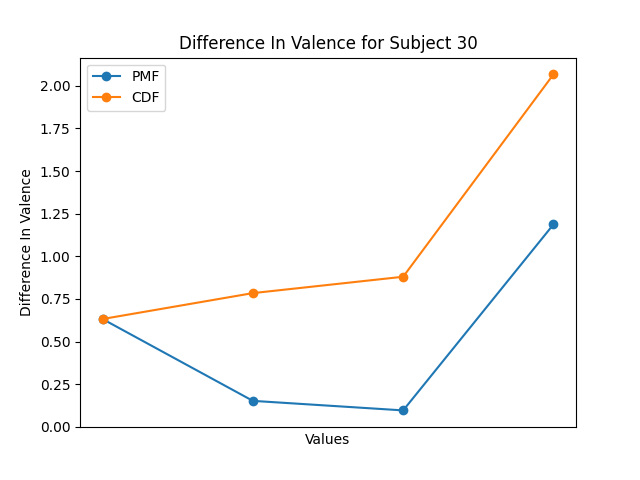 Difference In Valence for Subject 30
PMF
CDF
2.00
1.75
1.50
1.25
1.00
0.75
0.50
0.25
0.00
Difference In Valence
Values